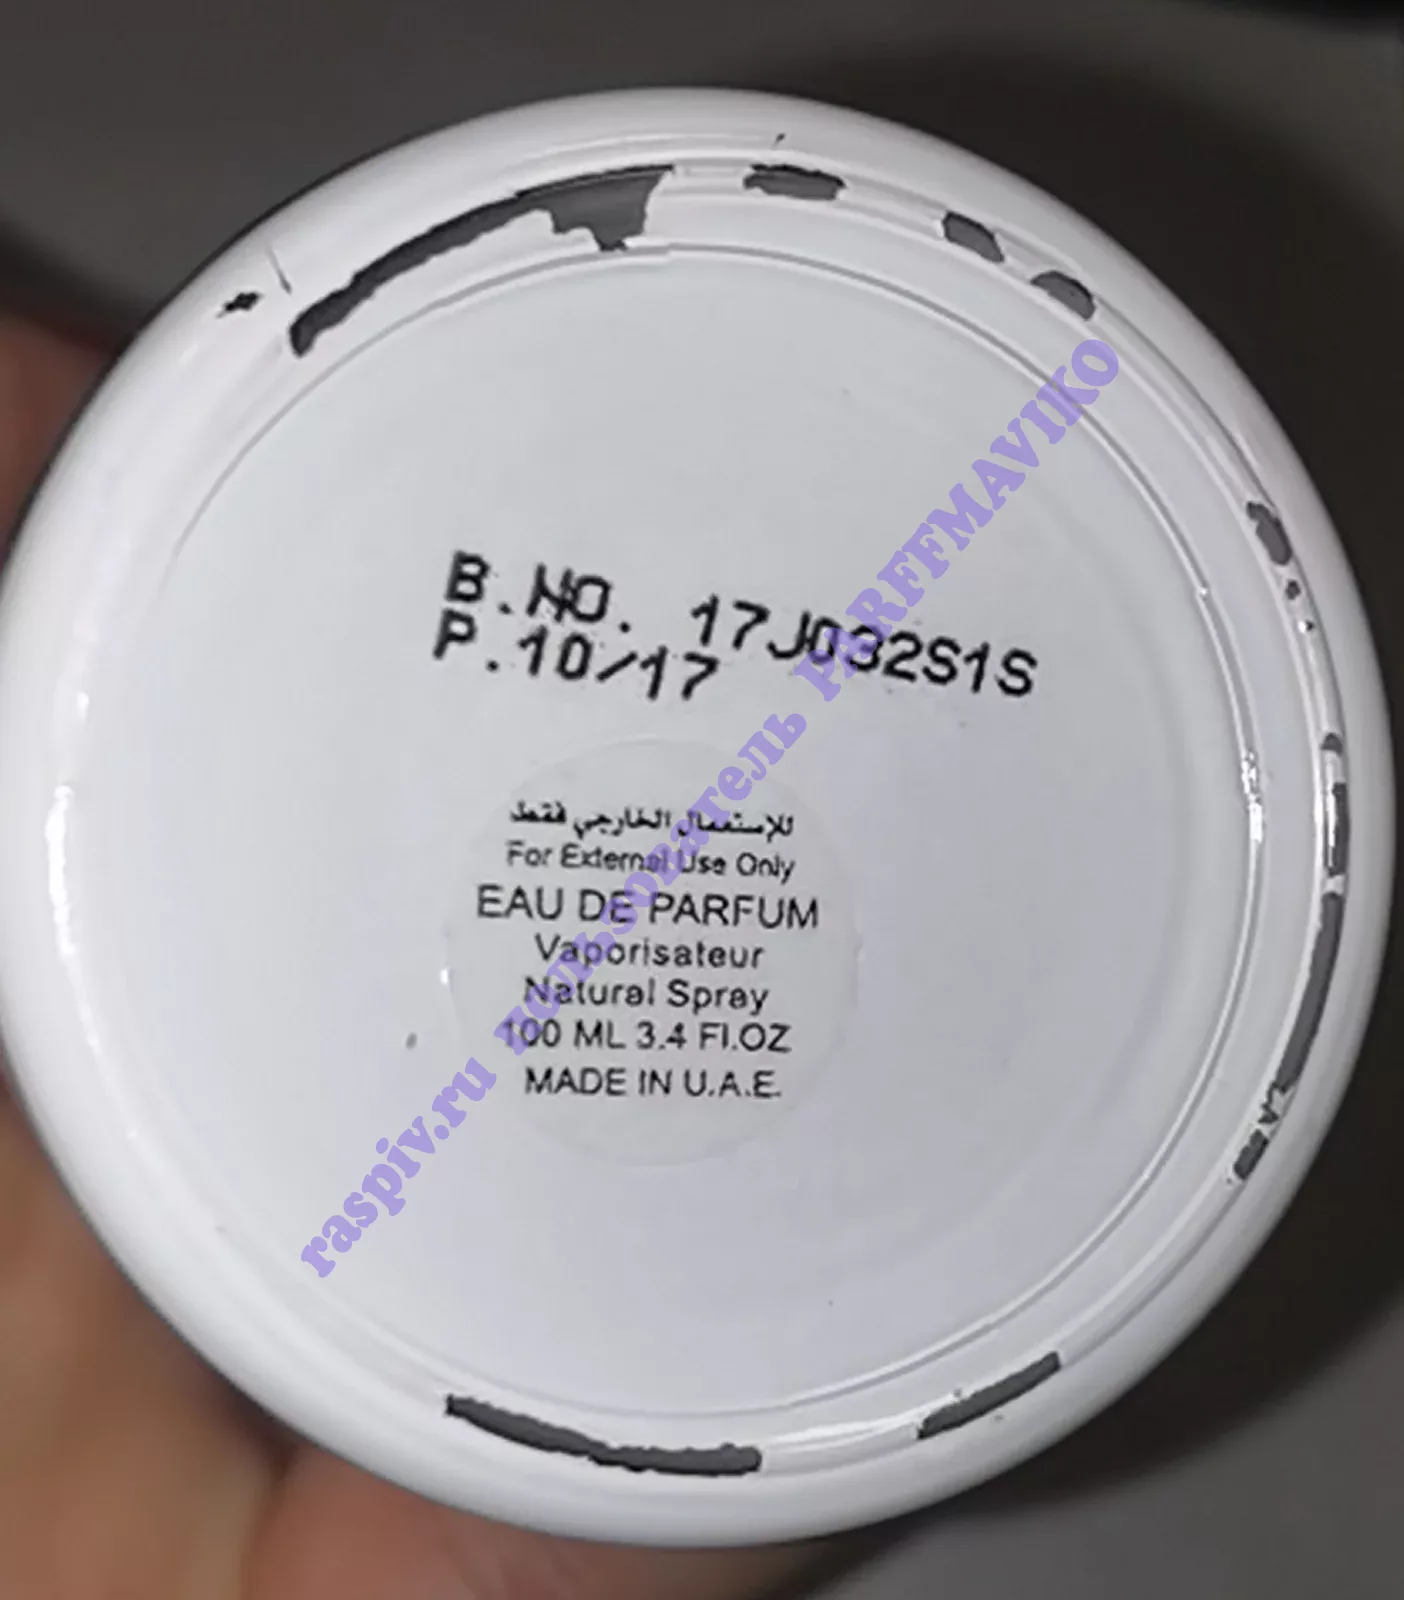 B.NO. 17J032S1S
P.10/17
للإستعمال الخارجي فقط
For External Use Only
EAU DE PARFUM
Vaporisateur
Natural Spray
100 ML 3.4 Fl.OZ
MADE IN U.A.E.
raspiv.ru пользователь PARFFMAVIKO